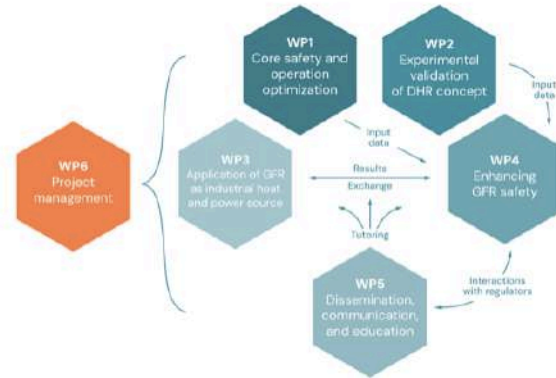 WP1
Core safety and
operation
optimization
WP2
Experimental
validation
of DHR concept
Input
data
Input
data
WP6
Project
management
WP3
Application of GFR
as industrial heat
and power source
Results
Exchange
WP4
Enhancing
GFR safety
Tutoring
Interactions
with regulators
WP5
Dissemination,
communication,
and education